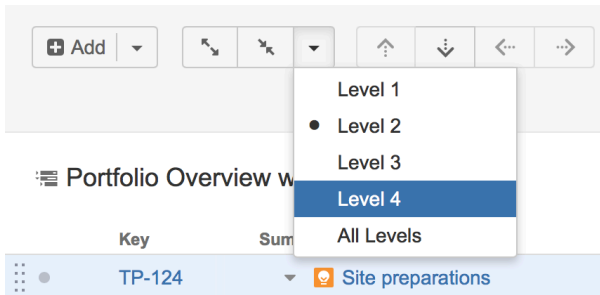 Add
Level 1
Level 2
Level 3
Level 4
All Levels
Portfolio Overview w
Key Sum
TP-124 Site preparations